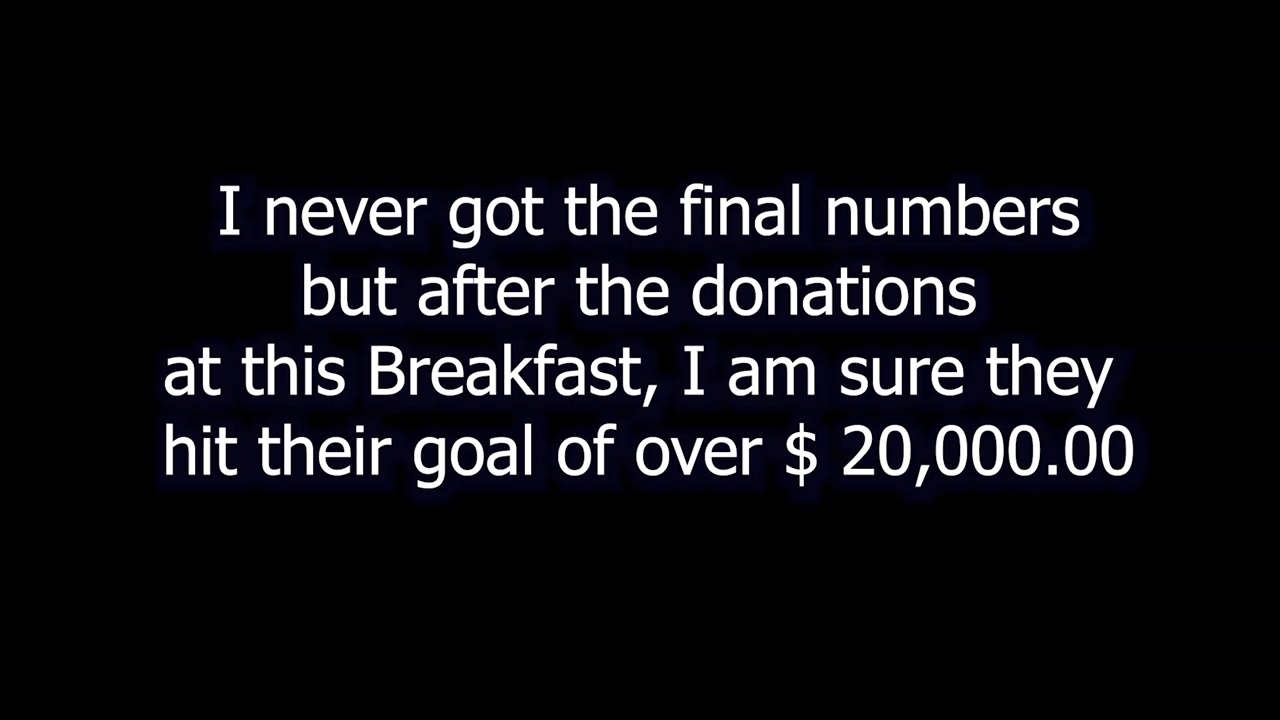 I never got the final numbers
but after the donations
at this Breakfast, I am sure they
hit their goal of over $ 20,000.00